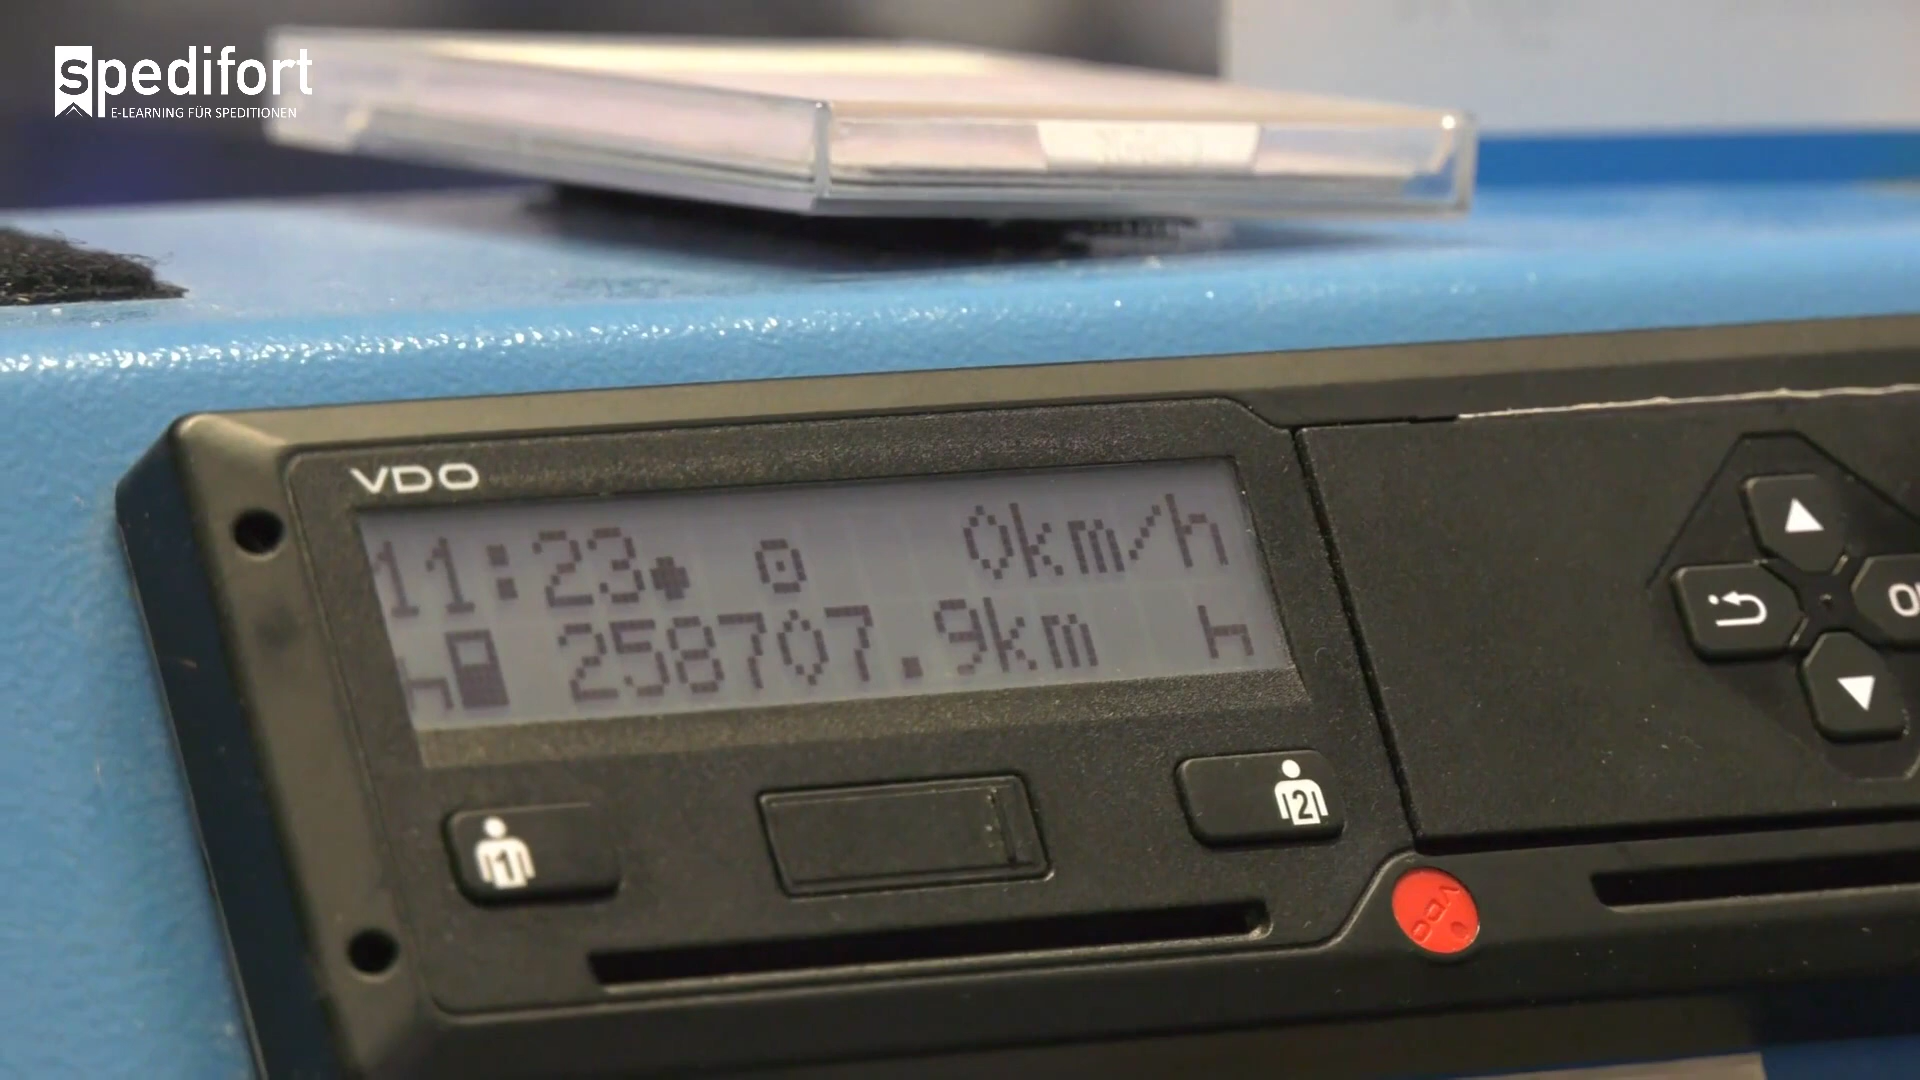 spedifort
E-LEARNING FÜR SPEDITIONEN
VDO
11:23 0km/h
258707.9km
1
2
VDO